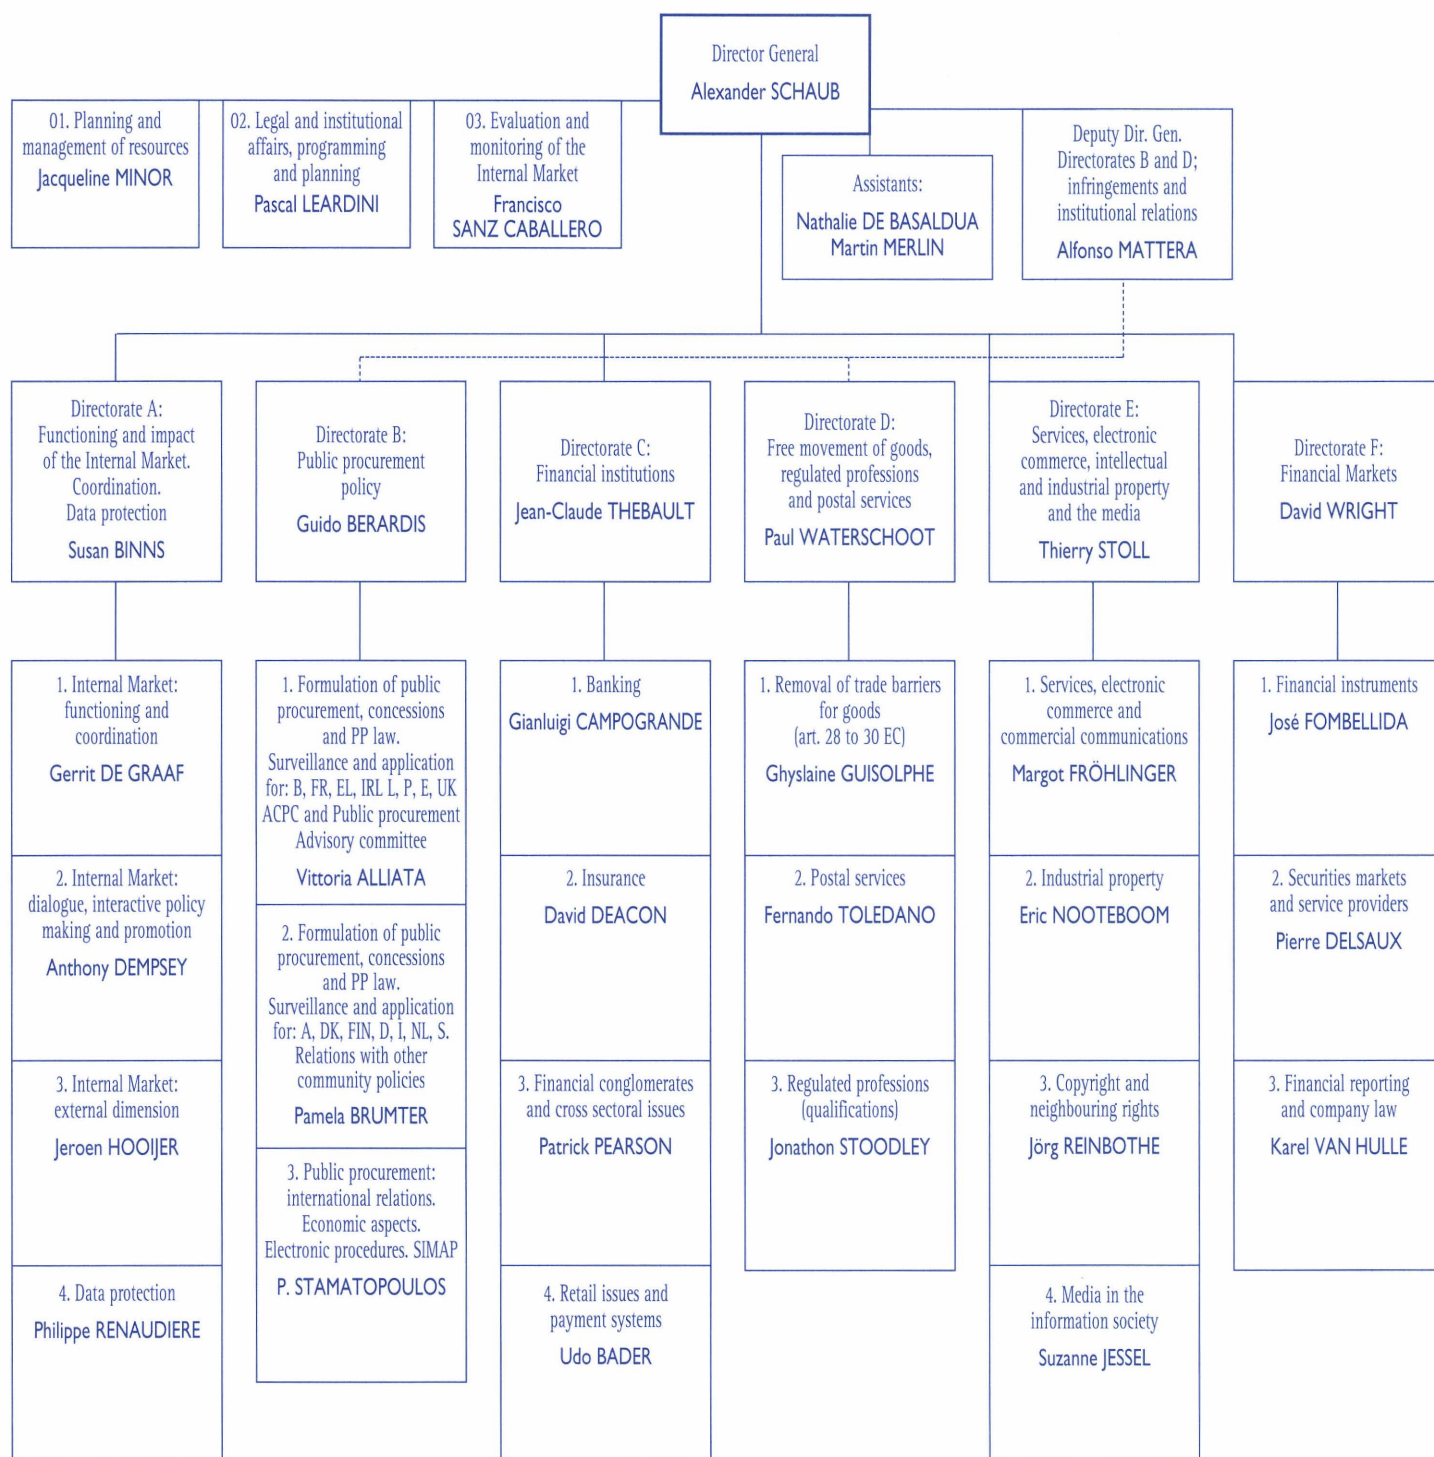 Director General
Alexander SCHAUB
01. Planning and
management of resources
Jacqueline MINOR
02. Legal and institutional
affairs, programming
and planning
Pascal LEARDINI
03. Evaluation and
monitoring of the
Internal Market
Francisco
SANZ CABALLERO
Assistants:
Nathalie DE BASALDUA
Martin MERLIN
Deputy Dir. Gen.
Directorates B and D;
infringements and
institutional relations
Alfonso MATTERA
Directorate A:
Functioning and impact
of the Internal Market.
Coordination.
Data protection
Susan BINNS
Directorate B:
Public procurement
policy
Guido BERARDIS
Directorate C:
Financial institutions
Jean-Claude THEBAULT
Directorate D:
Free movement of goods,
regulated professions
and postal services
Paul WATERSCHOOT
Directorate E:
Services, electronic
commerce, intellectual
and industrial property
and the media
Thierry STOLL
Directorate F:
Financial Markets
David WRIGHT
1. Internal Market:
functioning and
coordination
Gerrit DE GRAAF
2. Internal Market:
dialogue, interactive policy
making and promotion
Anthony DEMPSEY
3. Internal Market:
external dimension
Jeroen HOOIJER
4. Data protection
Philippe RENAUDIERE
1. Formulation of public
procurement, concessions
and PP law.
Surveillance and application
for: B, FR, EL, IRL L, P, E, UK
ACPC and Public procurement
Advisory committee
Vittoria ALLIATA
2. Formulation of public
procurement, concessions
and PP law.
Surveillance and application
for: A, DK, FIN, D, I, NL, S.
Relations with other
community policies
Pamela BRUMTER
3. Public procurement:
international relations.
Economic aspects.
Electronic procedures. SIMAP
P. STAMATOPOULOS
1. Banking
Gianluigi CAMPOGRANDE
2. Insurance
David DEACON
3. Financial conglomerates
and cross sectoral issues
Patrick PEARSON
4. Retail issues and
payment systems
Udo BADER
1. Removal of trade barriers
for goods
(art. 28 to 30 EC)
Ghyslaine GUISOLPHE
2. Postal services
Fernando TOLEDANO
3. Regulated professions
(qualifications)
Jonathon STOODLEY
1. Services, electronic
commerce and
commercial communications
Margot FRÖHLINGER
2. Industrial property
Eric NOOTEBOOM
3. Copyright and
neighbouring rights
Jörg REINBOTHE
4. Media in the
information society
Suzanne JESSEL
1. Financial instruments
José FOMBELLIDA
2. Securities markets
and service providers
Pierre DELSAUX
3. Financial reporting
and company law
Karel VAN HULLE